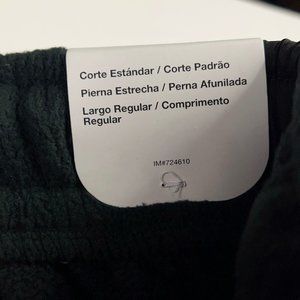 Corte Estándar / Corte Padrão
Pierna Estrecha / Perna Afunilada
Largo Regular / Comprimento
Regular
IM#724610